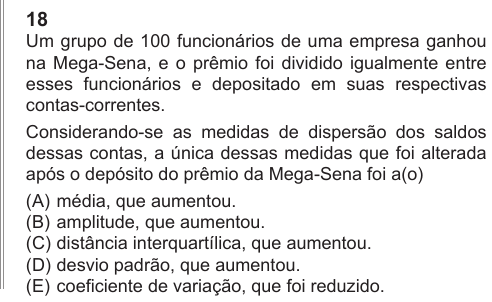 18
Um grupo de 100 funcionários de uma empresa ganhou
na Mega-Sena, e o prêmio foi dividido igualmente entre
esses funcionários e depositado em suas respectivas
contas-correntes.
Considerando-se as medidas de dispersão dos saldos
dessas contas, a única dessas medidas que foi alterada
após o depósito do prêmio da Mega-Sena foi a(o)
(A) média, que aumentou.
(B) amplitude, que aumentou.
(C) distância interquartílica, que aumentou.
(D) desvio padrão, que aumentou.
(E) coeficiente de variação, que foi reduzido.